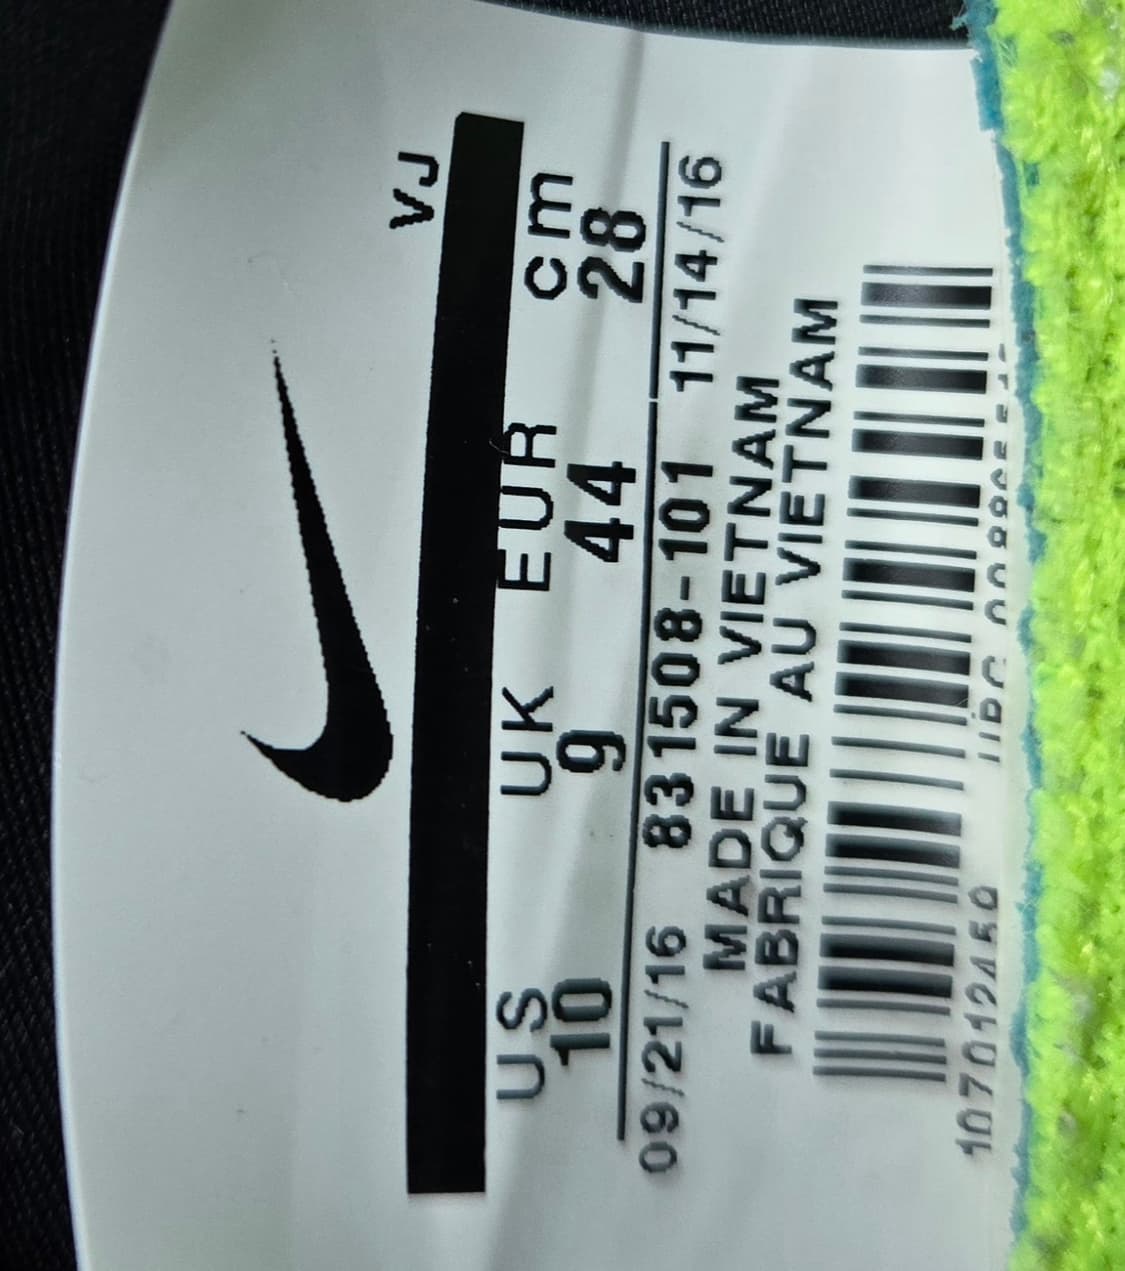 VJ
US UK EUR cm
10 9 44 28
09/21/16 831508-101 11/14/16
MADE IN VIETNAM
FABRIQUE AU VIETNAM
1070124150